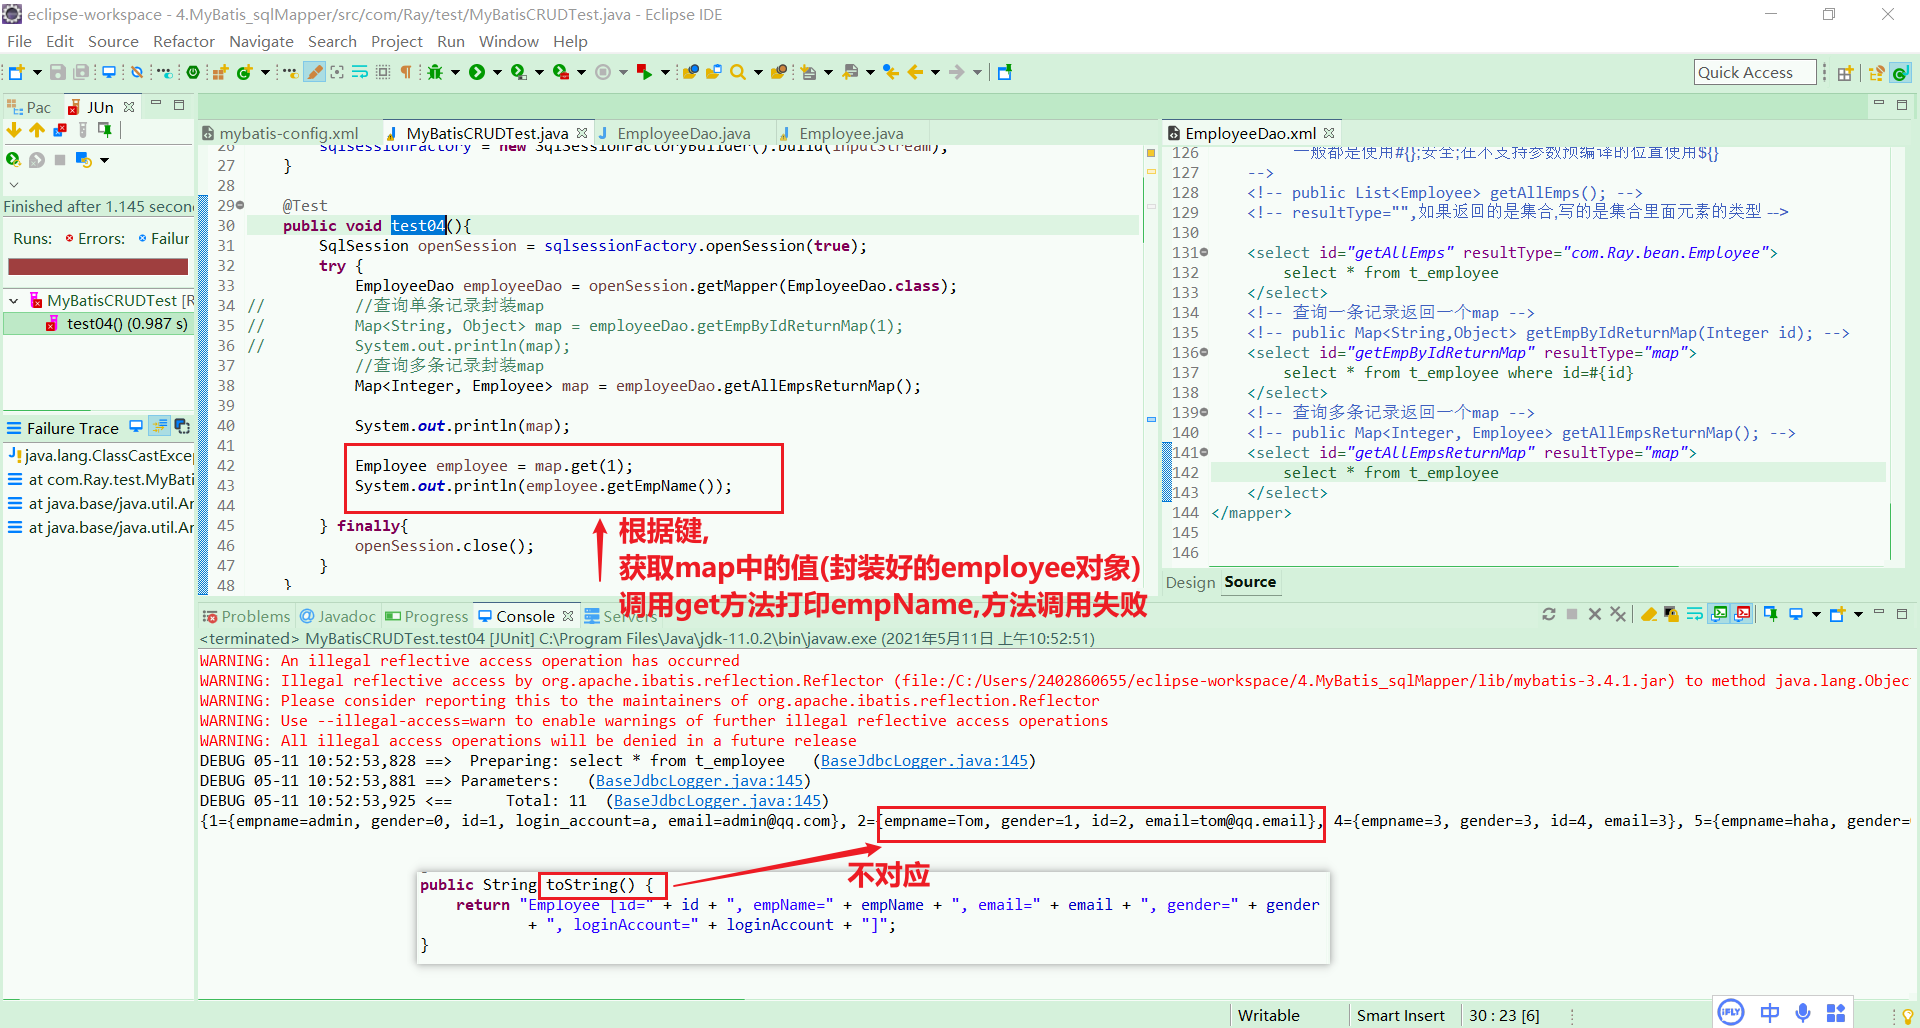 eclipse-workspace - 4.MyBatis_sqlMapper/src/com/Ray/test/MyBatisCRUDTest.java - Eclipse IDE
File Edit Source Refactor Navigate Search Project Run Window Help
Quick Access
Pac JUn
Finished after 1.145 secon
Runs: Errors: Failur
MyBatisCRUDTest [R
test04() (0.987 s)
Failure Trace
java.lang.ClassCastExce
at com.Ray.test.MyBati
at java.base/java.util.Ar
at java.base/java.util.Ar
mybatis-config.xml MyBatisCRUDTest.java EmployeeDao.java Employee.java
26 sqlsessionFactory = new SqlSessionFactoryBuilder().build(inputStream);
27 }
28
29 @Test
30 public void test04(){
31 SqlSession openSession = sqlsessionFactory.openSession(true);
32 try {
33 EmployeeDao employeeDao = openSession.getMapper(EmployeeDao.class);
34 // //查询单条记录封装map
35 // Map<String, Object> map = employeeDao.getEmpByIdReturnMap(1);
36 // System.out.println(map);
37 //查询多条记录封装map
38 Map<Integer, Employee> map = employeeDao.getAllEmpsReturnMap();
39
40 System.out.println(map);
41
42 Employee employee = map.get(1);
43 System.out.println(employee.getEmpName());
44
45 } finally{
46 openSession.close();
47 }
48 }
根据键,
获取map中的值(封装好的employee对象)
调用get方法打印empName,方法调用失败
EmployeeDao.xml
126 一般都是使用#{};安全;在不支持参数预编译的位置使用${}
127 -->
128 <!-- public List<Employee> getAllEmps(); -->
129 <!-- resultType="",如果返回的是集合,写的是集合里面元素的类型 -->
130
131 <select id="getAllEmps" resultType="com.Ray.bean.Employee">
132 select * from t_employee
133 </select>
134 <!-- 查询一条记录返回一个map -->
135 <!-- public Map<String,Object> getEmpByIdReturnMap(Integer id); -->
136 <select id="getEmpByIdReturnMap" resultType="map">
137 select * from t_employee where id=#{id}
138 </select>
139 <!-- 查询多条记录返回一个map -->
140 <!-- public Map<Integer, Employee> getAllEmpsReturnMap(); -->
141 <select id="getAllEmpsReturnMap" resultType="map">
142 select * from t_employee
143 </select>
144 </mapper>
145
146
Design Source
Problems Javadoc Progress Console Servers
<terminated> MyBatisCRUDTest.test04 [JUnit] C:\Program Files\Java\jdk-11.0.2\bin\javaw.exe (2021年5月11日 上午10:52:51)
WARNING: An illegal reflective access operation has occurred
WARNING: Illegal reflective access by org.apache.ibatis.reflection.Reflector (file:/C:/Users/2402860655/eclipse-workspace/4.MyBatis_sqlMapper/lib/mybatis-3.4.1.jar) to method java.lang.Objec
WARNING: Please consider reporting this to the maintainers of org.apache.ibatis.reflection.Reflector
WARNING: Use --illegal-access=warn to enable warnings of further illegal reflective access operations
WARNING: All illegal access operations will be denied in a future release
DEBUG 05-11 10:52:53,828 ==>  Preparing: select * from t_employee   (BaseJdbcLogger.java:145)
DEBUG 05-11 10:52:53,881 ==> Parameters:   (BaseJdbcLogger.java:145)
DEBUG 05-11 10:52:53,925 <==      Total: 11  (BaseJdbcLogger.java:145)
{1={empname=admin, gender=0, id=1, login_account=a, email=admin@qq.com}, 2={empname=Tom, gender=1, id=2, email=tom@qq.email}, 4={empname=3, gender=3, id=4, email=3}, 5={empname=haha, gender=
不对应
public String toString() {
return "Employee [id=" + id + ", empName=" + empName + ", email=" + email + ", gender=" + gender
+ ", loginAccount=" + loginAccount + "]";
}
Writable Smart Insert 30 : 23 [6]
iFLY 中